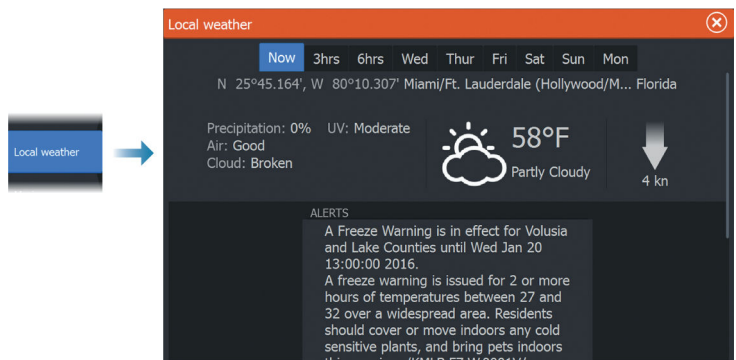 Local weather
Local weather
Now 3hrs 6hrs Wed Thur Fri Sat Sun Mon
N 25°45.164', W 80°10.307' Miami/Ft. Lauderdale (Hollywood/M... Florida
Precipitation: 0% UV: Moderate
Air: Good
Cloud: Broken
58°F
Partly Cloudy
4 kn
ALERTS
A Freeze Warning is in effect for Volusia
and Lake Counties until Wed Jan 20
13:00:00 2016.
A freeze warning is issued for 2 or more
hours of temperatures between 27 and
32 over a widespread area. Residents
should cover or move indoors any cold
sensitive plants, and bring pets indoors